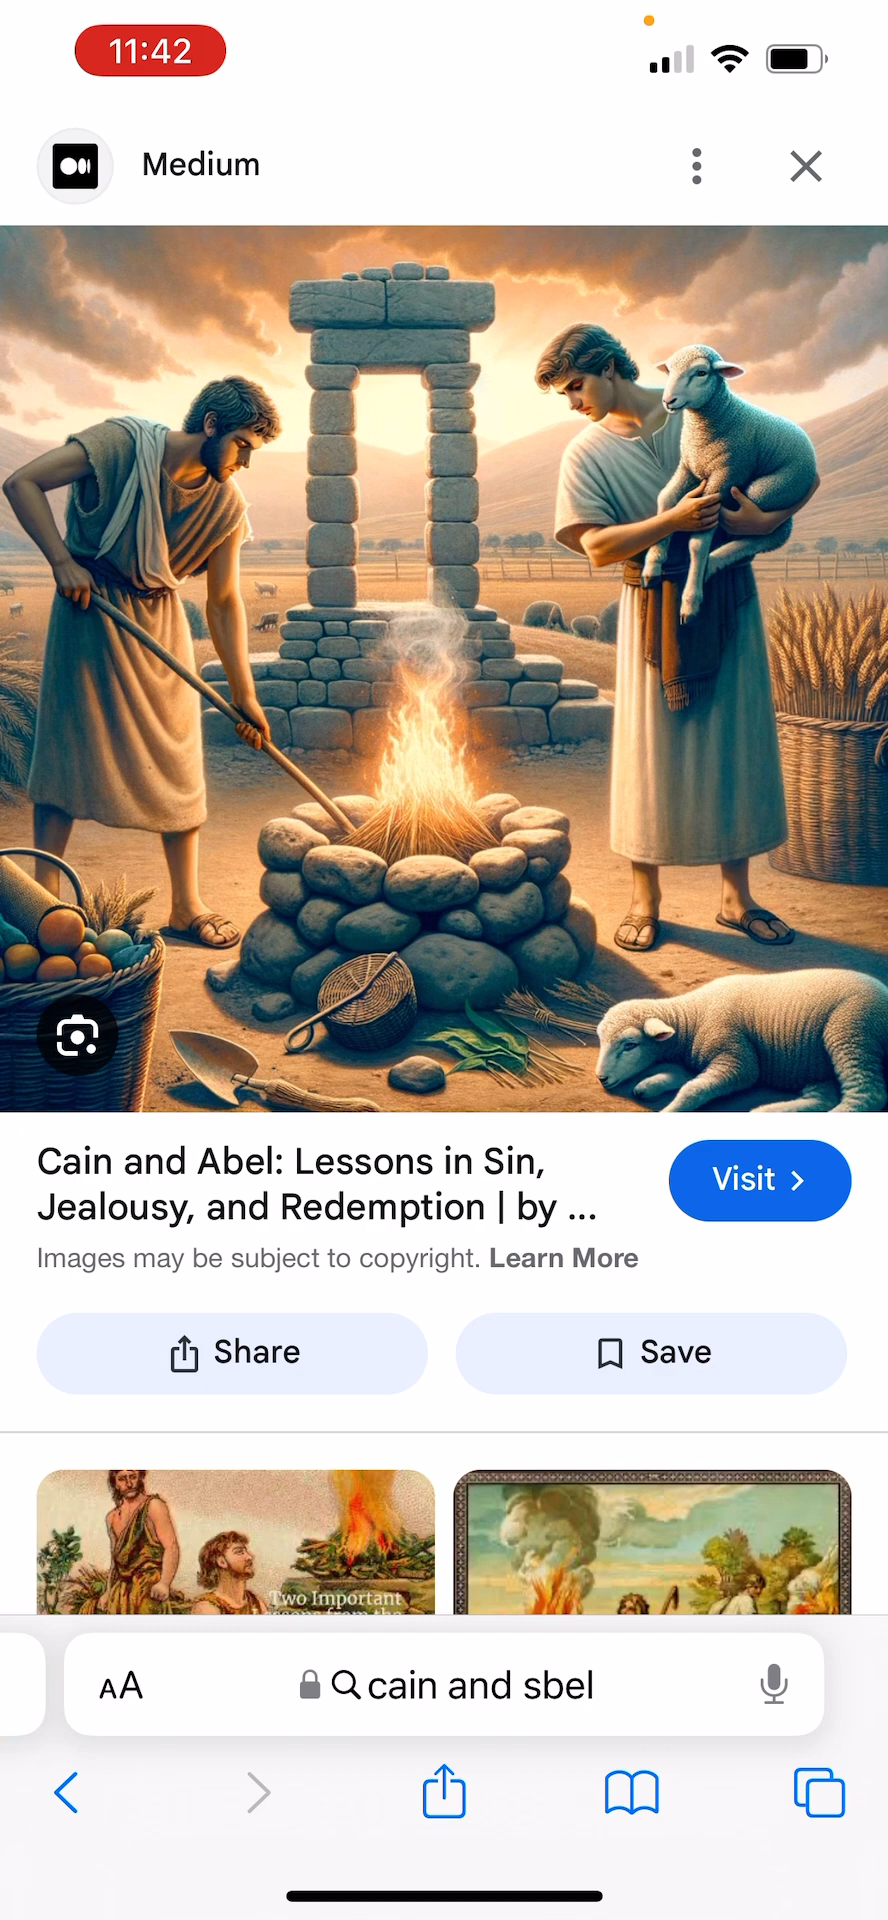 11:42
Medium
Cain and Abel: Lessons in Sin,
Jealousy, and Redemption | by ...
Visit
Images may be subject to copyright. Learn More
Share
Save
Two Important
AA
cain and sbel